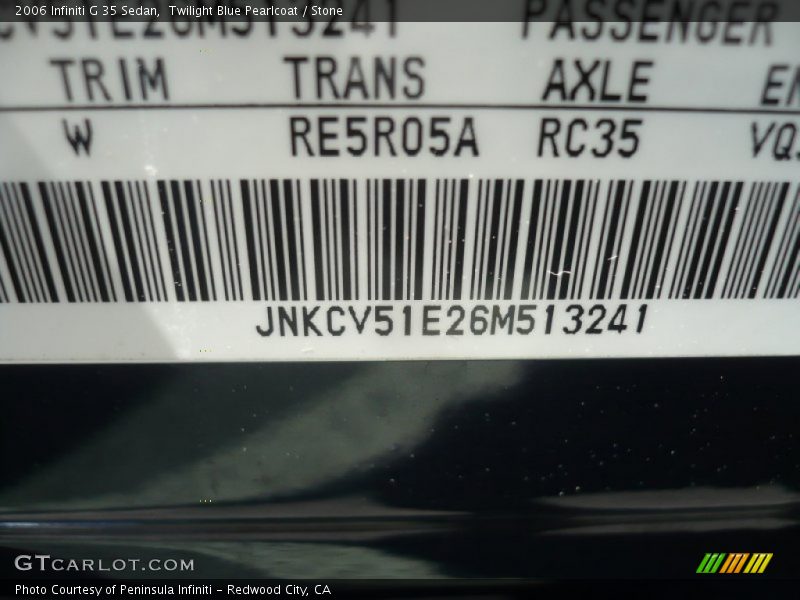 2006 Infiniti G 35 Sedan, Twilight Blue Pearlcoat / Stone
PASSENGER
TRIM TRANS AXLE
W RE5R05A RC35
JNKCV51E26M513241
GTCARLOT.COM
Photo Courtesy of Peninsula Infiniti - Redwood City, CA